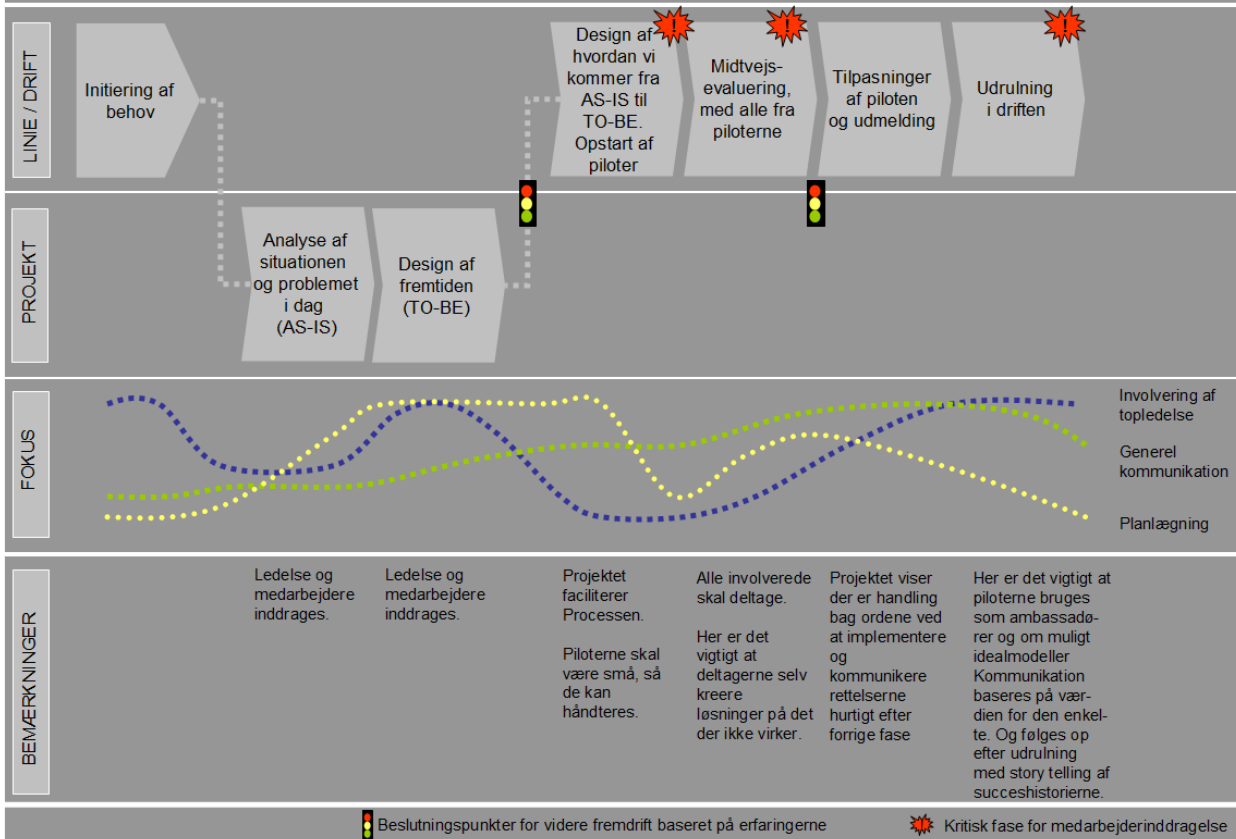 LINIE / DRIFT
Initiering af
behov
Design af
hvordan vi
kommer fra
AS-IS til
TO-BE.
Opstart af
piloter
!
Midtvejs-
evaluering,
med alle fra
piloterne
!
Tilpasninger
af piloten
og udmelding
Udrulning
i driften
!
PROJEKT
Analyse af
situationen
og problemet
i dag
(AS-IS)
Design af
fremtiden
(TO-BE)
FOKUS
Involvering af
topledelse
Generel
kommunikation
Planlægning
BEMÆRKNINGER
Ledelse og
medarbejdere
inddrages.
Ledelse og
medarbejdere
inddrages.
Projektet
faciliterer
Processen.
Piloterne skal
være små, så
de kan
håndteres.
Alle involverede
skal deltage.
Her er det
vigtigt at
deltagerne selv
kreere
løsninger på det
der ikke virker.
Projektet viser
der er handling
bag ordene ved
at implementere
og
kommunikere
rettelserne
hurtigt efter
forrige fase
Her er det vigtigt at
piloterne bruges
som ambassadø-
rer og om muligt
idealmodeller
Kommunikation
baseres på vær-
dien for den enkel-
te. Og følges op
efter udrulning
med story telling af
succeshistorierne.
Beslutningspunkter for videre fremdrift baseret på erfaringerne
! Kritisk fase for medarbejderinddragelse